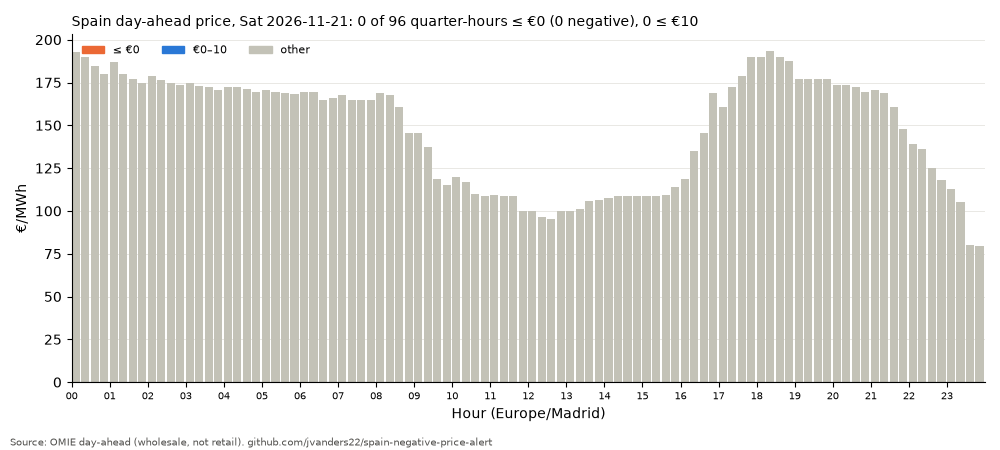 Spain day-ahead price, Sat 2026-11-21: 0 of 96 quarter-hours ≤ €0 (0 negative), 0 ≤ €10
≤ €0 €0–10 other
200
175
150
125
100
75
50
25
0
€/MWh
00 01 02 03 04 05 06 07 08 09 10 11 12 13 14 15 16 17 18 19 20 21 22 23
Hour (Europe/Madrid)
Source: OMIE day-ahead (wholesale, not retail). github.com/jvanders22/spain-negative-price-alert